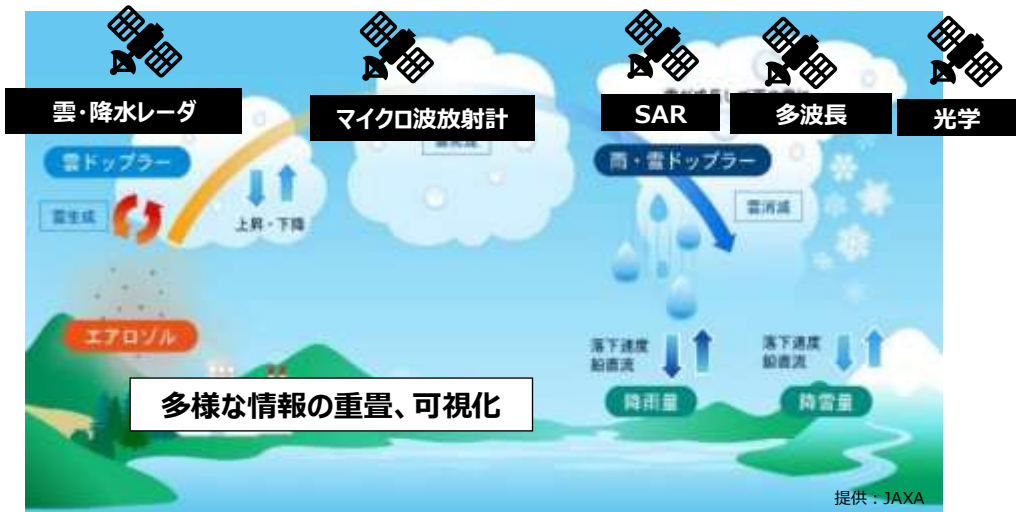 雲・降水レーダ
マイクロ波放射計
SAR
多波長
光学
雲ドップラー
雨・雪ドップラー
雲生成
上昇・下降
雲消滅
エアロゾル
落下速度
鉛直流
落下速度
鉛直流
多様な情報の重畳、可視化
降雨量
降雪量
提供：JAXA